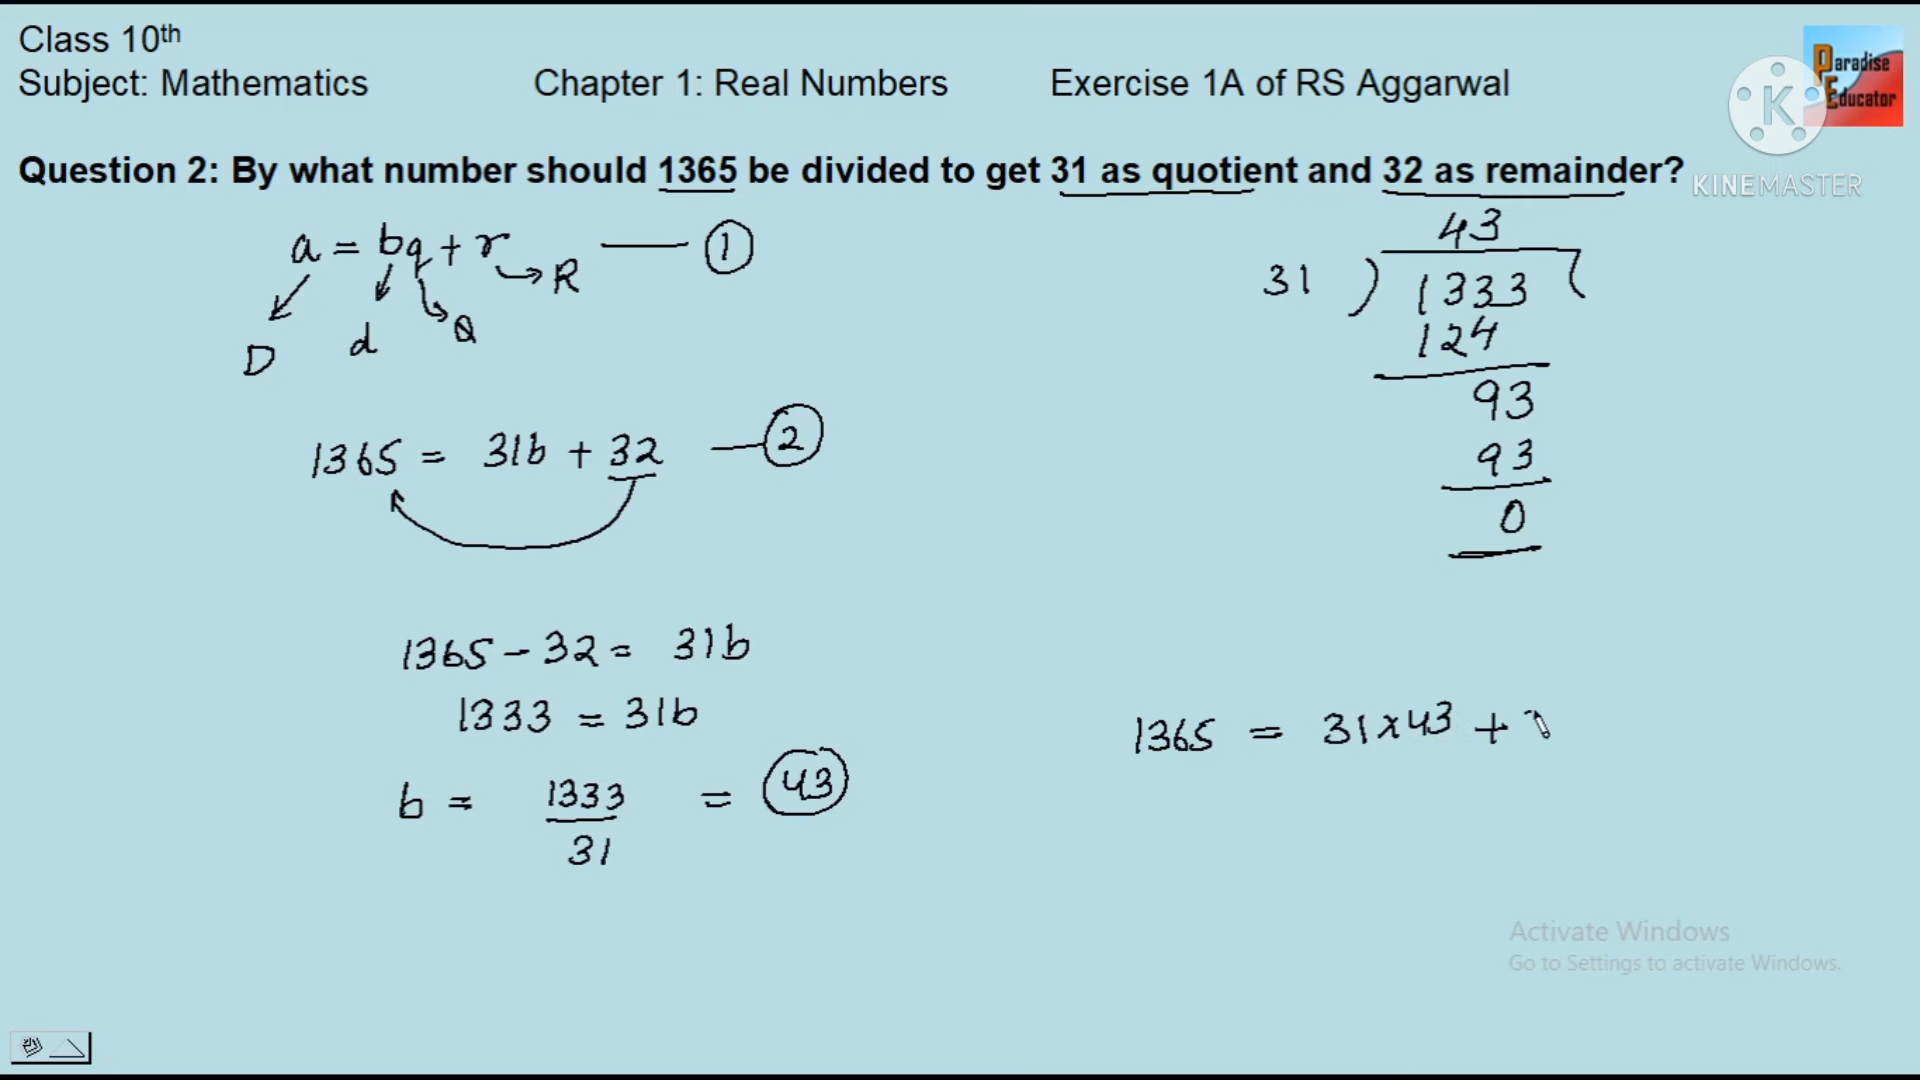 Class 10th
Subject: Mathematics Chapter 1: Real Numbers Exercise 1A of RS Aggarwal
Paradise
Educator
K
KINEMASTER
Question 2: By what number should 1365 be divided to get 31 as quotient and 32 as remainder?
a = bq + r —— 1
R
D d Q
1365 = 31b + 32 — 2
1365 - 32 = 31b
1333 = 31b
b = 1333/31 = 43
43
31 ) 1333 (
124
93
93
0
1365 = 31 x 43 +
Activate Windows
Go to Settings to activate Windows.